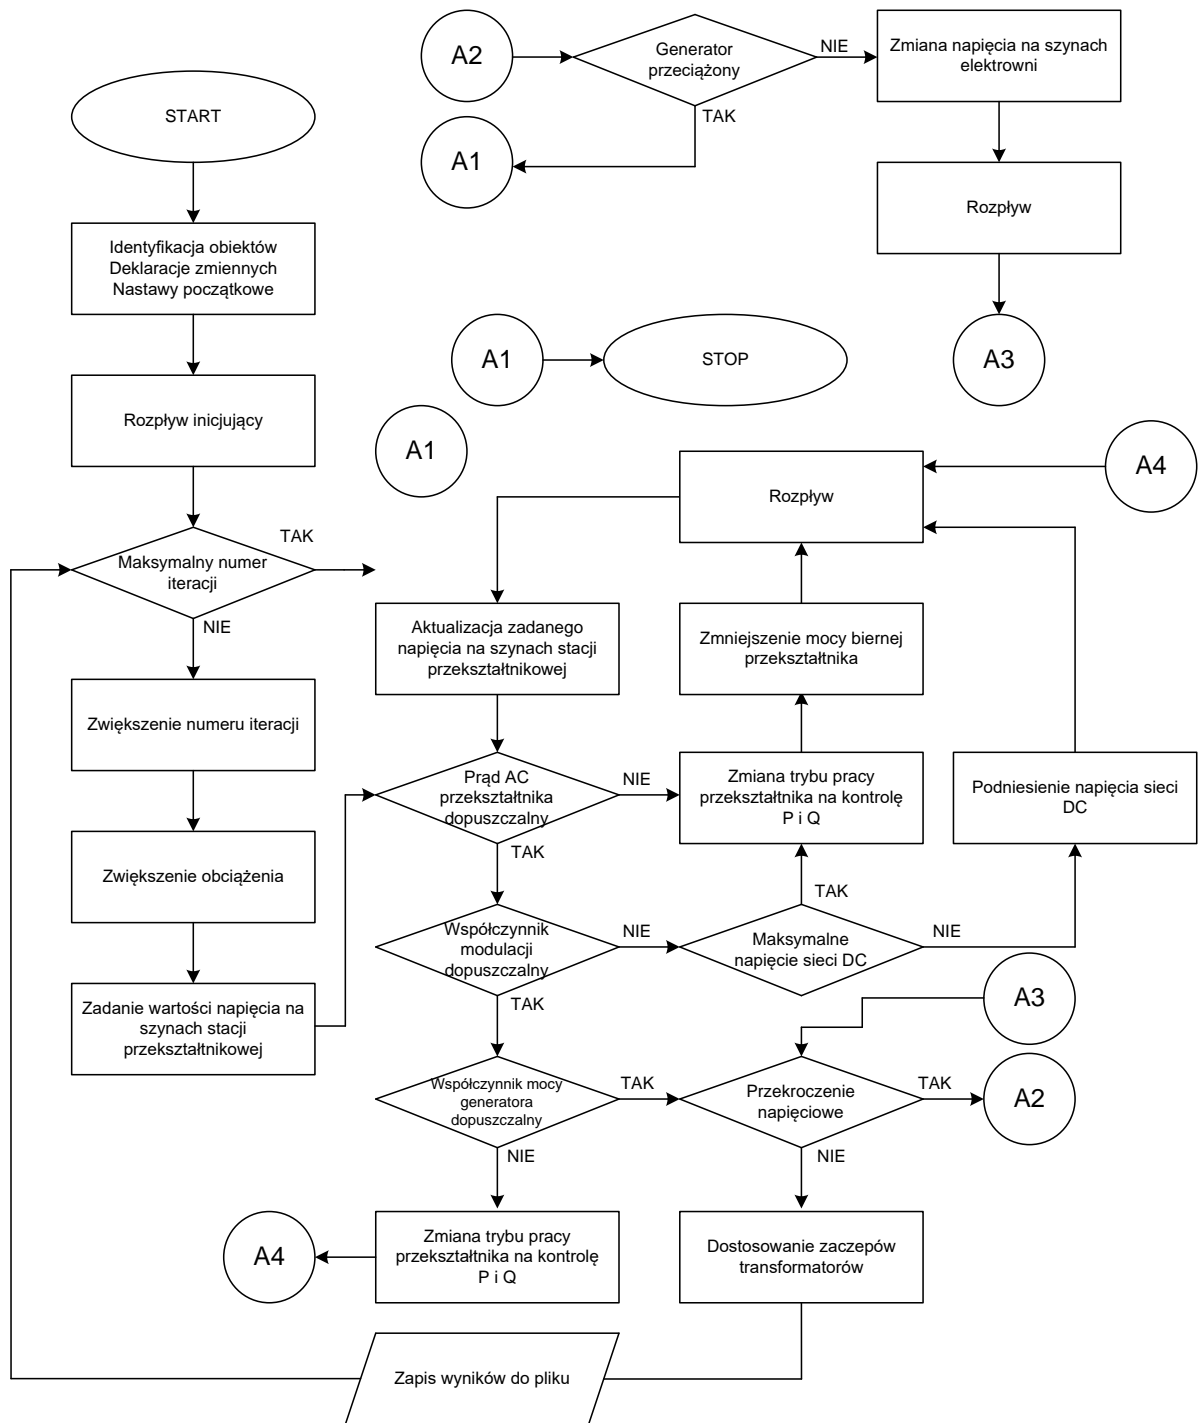 A2
Generator
przeciążony
NIE
Zmiana napięcia na szynach
elektrowni
TAK
START
A1
Rozpływ
Identyfikacja obiektów
Deklaracje zmiennych
Nastawy początkowe
A1
STOP
A3
Rozpływ inicjujący
A1
Rozpływ
A4
TAK
Maksymalny numer
iteracji
NIE
Aktualizacja zadanego
napięcia na szynach stacji
przekształtnikowej
Zmniejszenie mocy biernej
przekształtnika
Zwiększenie numeru iteracji
Prąd AC
przekształtnika
dopuszczalny
NIE
Zmiana trybu pracy
przekształtnika na kontrolę
P i Q
Podniesienie napięcia sieci
DC
TAK
Zwiększenie obciążenia
TAK
Współczynnik
modulacji
dopuszczalny
NIE
Maksymalne
napięcie sieci DC
NIE
Zadanie wartości napięcia na
szynach stacji
przekształtnikowej
TAK
A3
Współczynnik mocy
generatora
dopuszczalny
TAK
Przekroczenie
napięciowe
TAK
A2
NIE
NIE
A4
Zmiana trybu pracy
przekształtnika na kontrolę
P i Q
Dostosowanie zaczepów
transformatorów
Zapis wyników do pliku